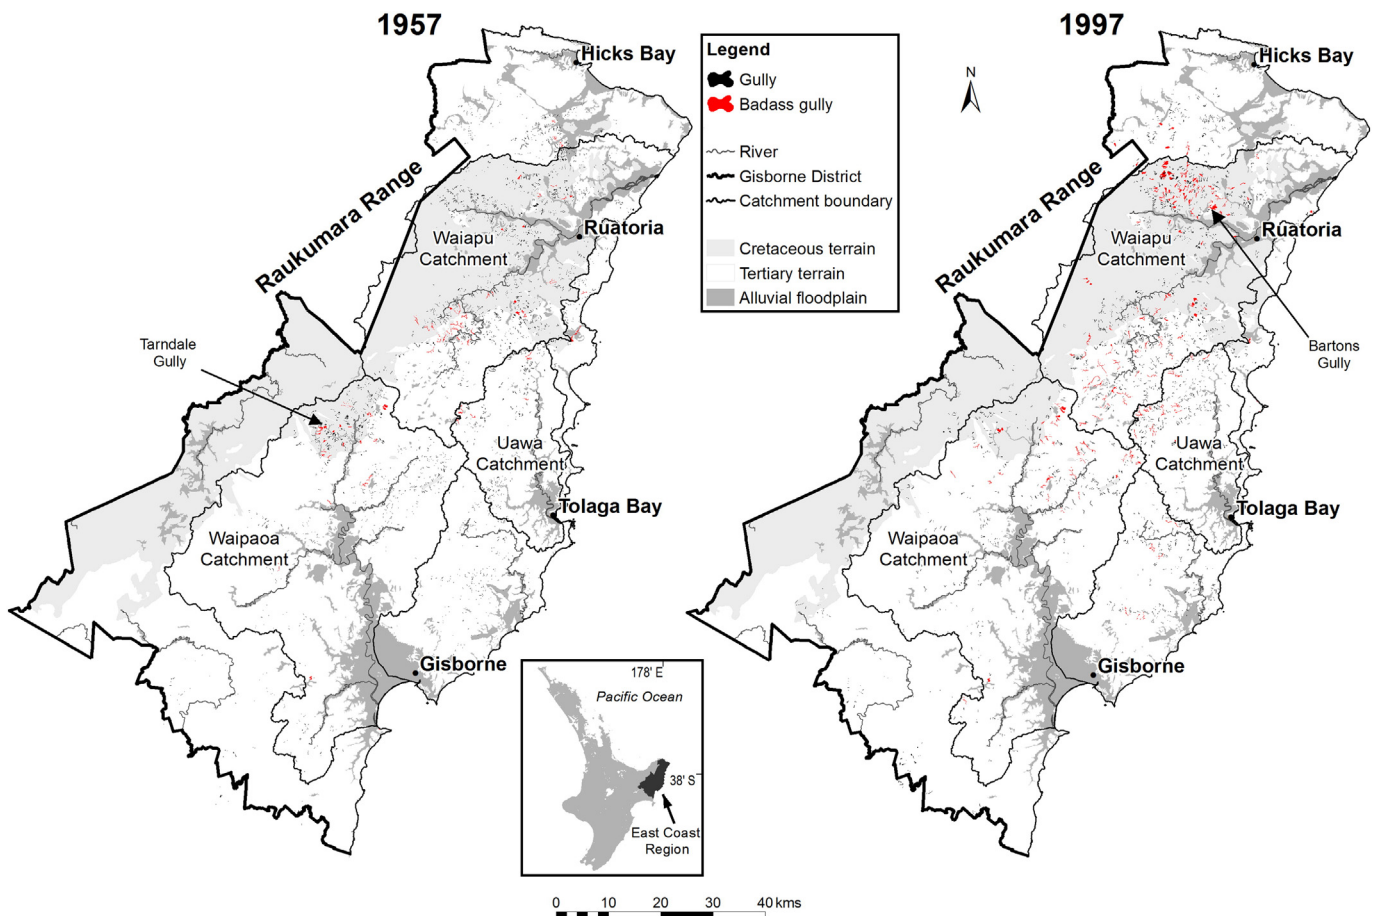 1957
1997
Hicks Bay
Raukumara Range
Rūatoria
Waiapu
Catchment
Tarndale
Gully
Uawa
Catchment
Tolaga Bay
Waipaoa
Catchment
Gisborne
Legend
Gully
Badass gully
River
Gisborne District
Catchment boundary
Cretaceous terrain
Tertiary terrain
Alluvial floodplain
N
Hicks Bay
Raukumara Range
Rūatoria
Waiapu
Catchment
Bartons
Gully
Uawa
Catchment
Tolaga Bay
Waipaoa
Catchment
Gisborne
178' E
Pacific Ocean
38' S
East Coast
Region
0 10 20 30 40 kms